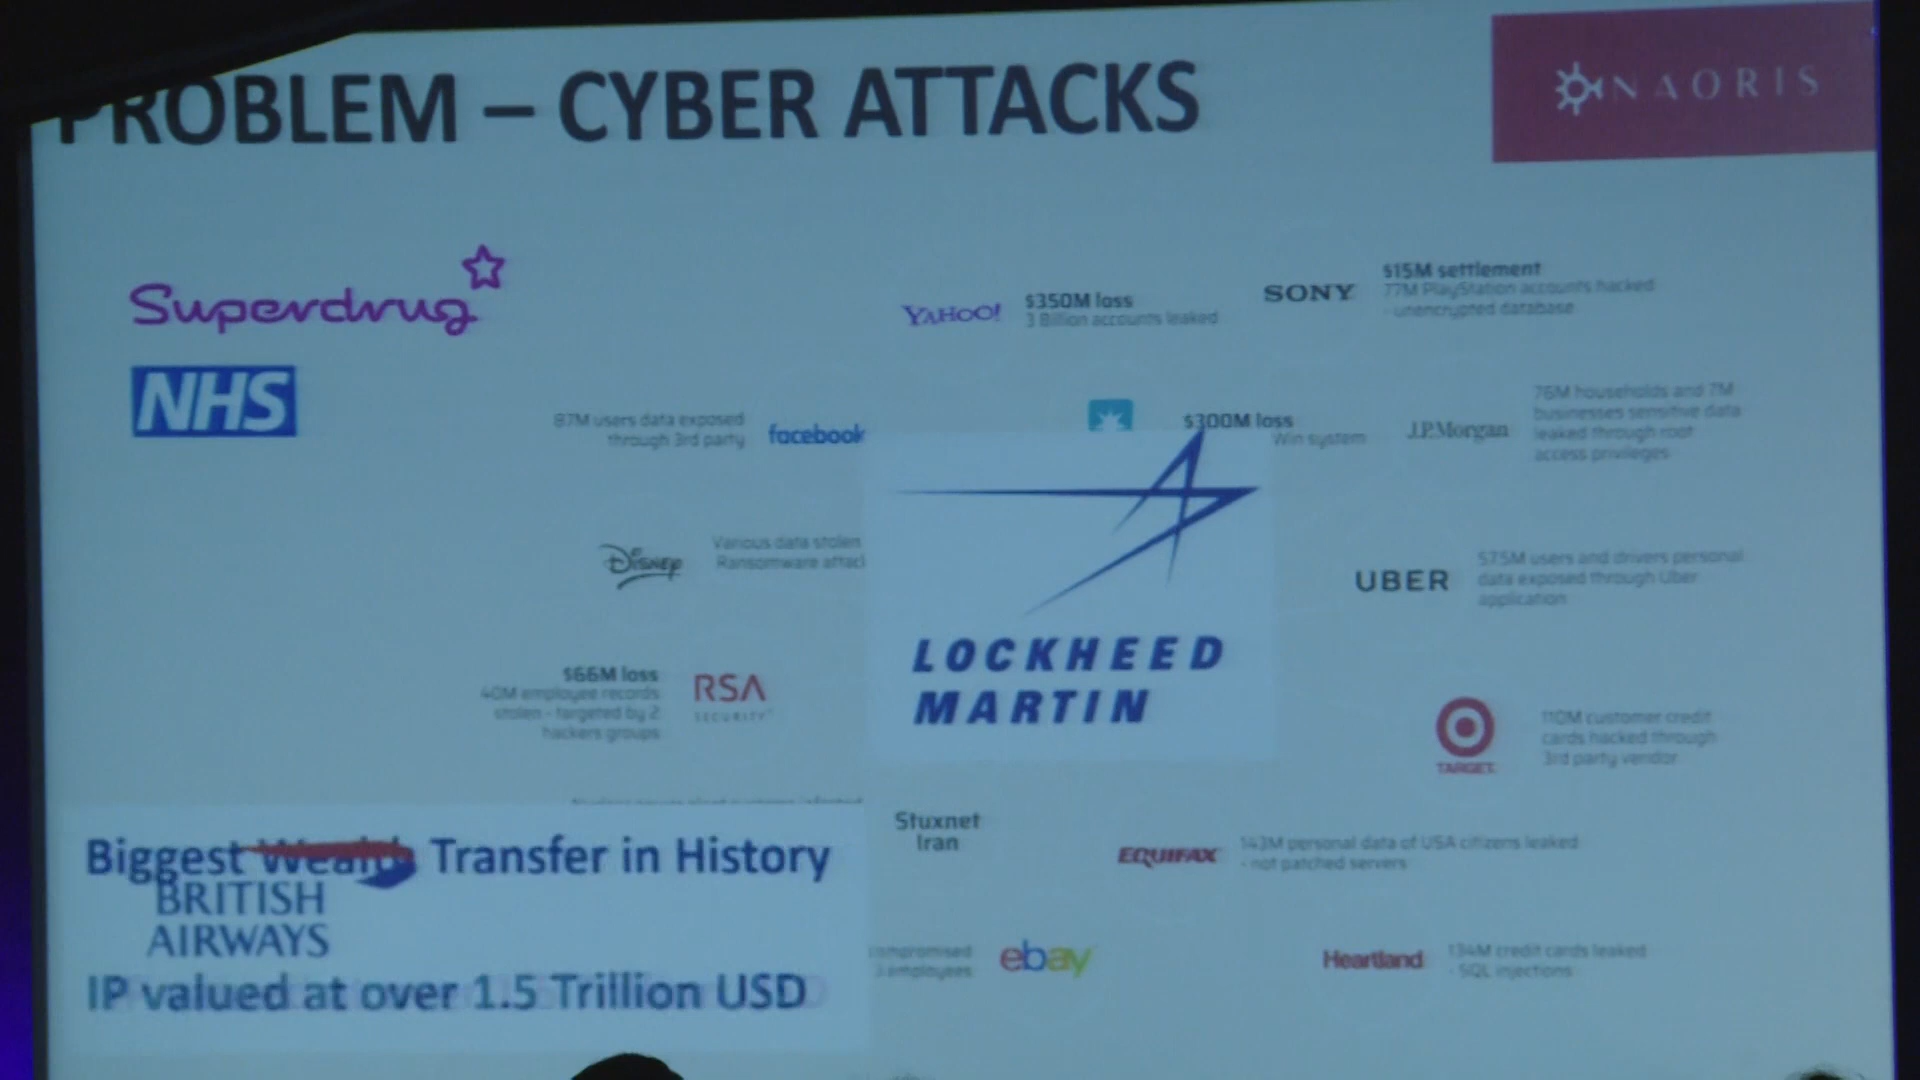 PROBLEM – CYBER ATTACKS
NAORIS
Superdrug
NHS
YAHOO!
$350M loss
3 Billion accounts leaked
SONY
$15M settlement
77M PlayStation accounts hacked
- unencrypted database
87M users data exposed
through 3rd party
facebook
$300M loss
Win system
J.P.Morgan
76M households and 7M
businesses sensitive data
leaked through root
access privileges
Disney
Various data stolen
Ransomware attac
LOCKHEED
MARTIN
UBER
575M users and drivers personal
data exposed through Uber
application
$66M loss
40M employee records
stolen - targeted by 2
hackers groups
RSA
SECURITY
TARGET
110M customer credit
cards hacked through
3rd party vendor
Biggest Wealth Transfer in History
BRITISH
AIRWAYS
IP valued at over 1.5 Trillion USD
Stuxnet
Iran
EQUIFAX
143M personal data of USA citizens leaked
- not patched servers
ompromised
employees
ebay
Heartland
134M credit cards leaked
- SQL injections